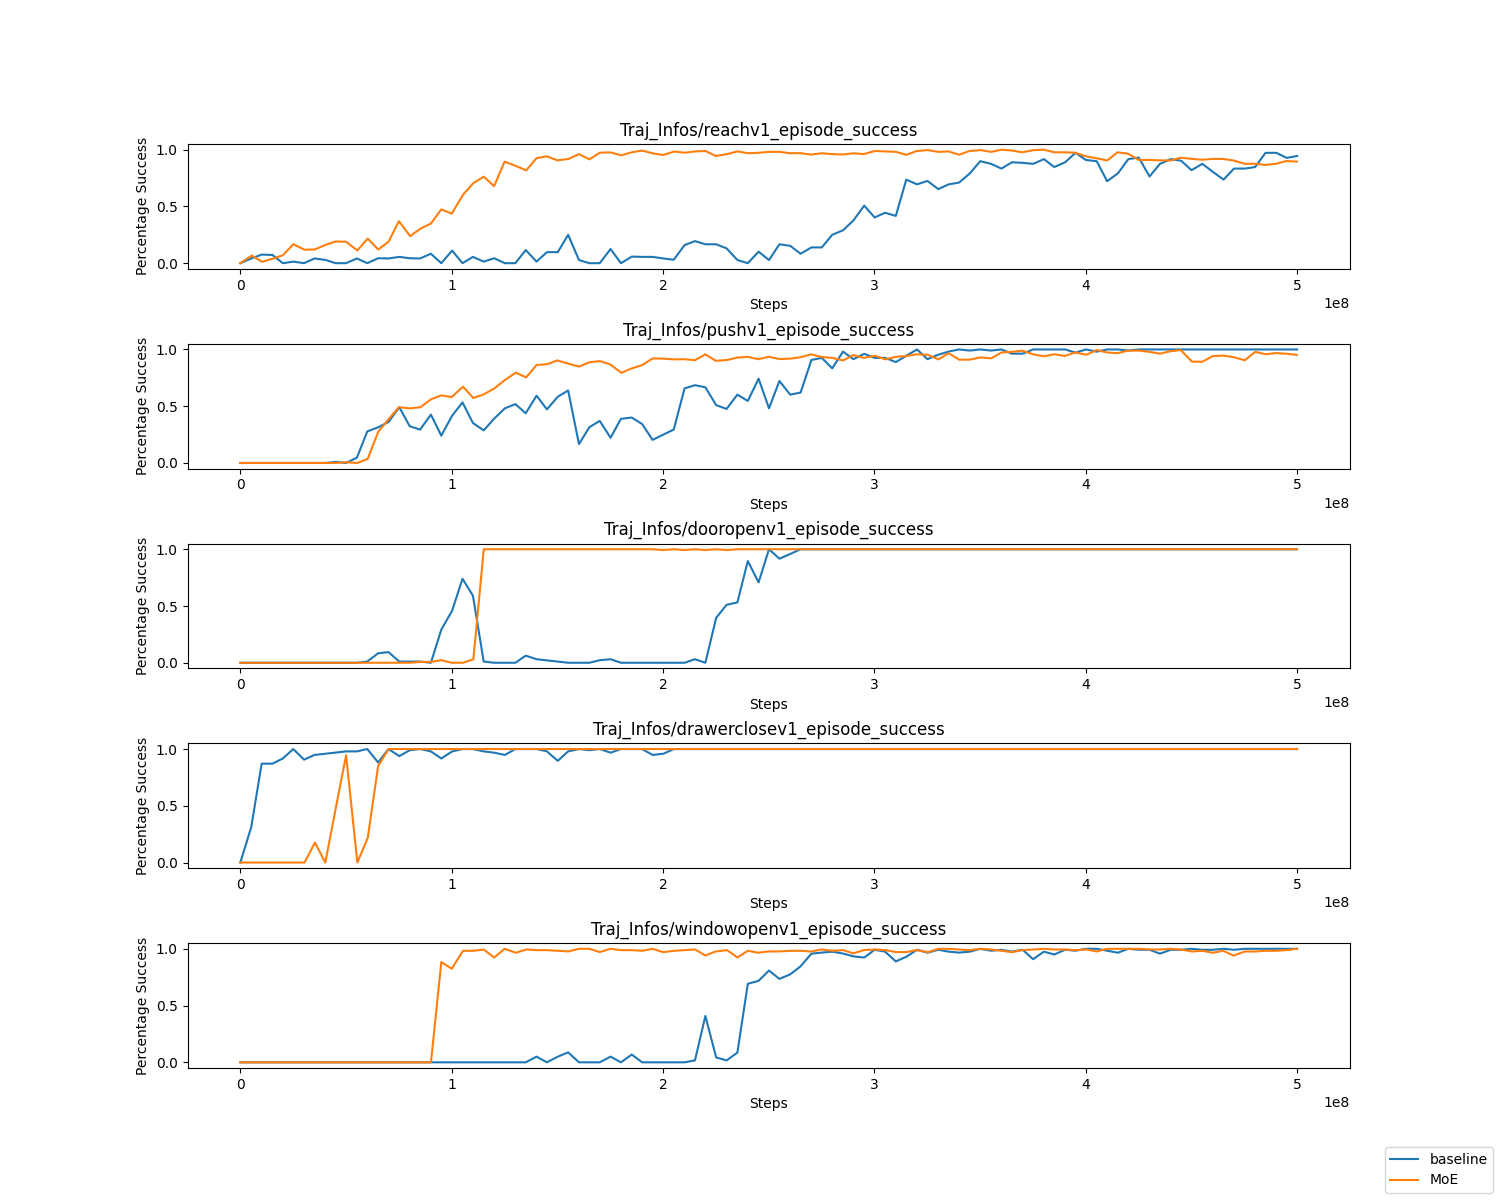 Traj_Infos/reachv1_episode_success
Percentage Success
1.0
0.5
0.0
0 1 2 3 4 5
Steps
1e8
Traj_Infos/pushv1_episode_success
Percentage Success
1.0
0.5
0.0
0 1 2 3 4 5
Steps
1e8
Traj_Infos/dooropenv1_episode_success
Percentage Success
1.0
0.5
0.0
0 1 2 3 4 5
Steps
1e8
Traj_Infos/drawerclosev1_episode_success
Percentage Success
1.0
0.5
0.0
0 1 2 3 4 5
Steps
1e8
Traj_Infos/windowopenv1_episode_success
Percentage Success
1.0
0.5
0.0
0 1 2 3 4 5
Steps
1e8
baseline
MoE